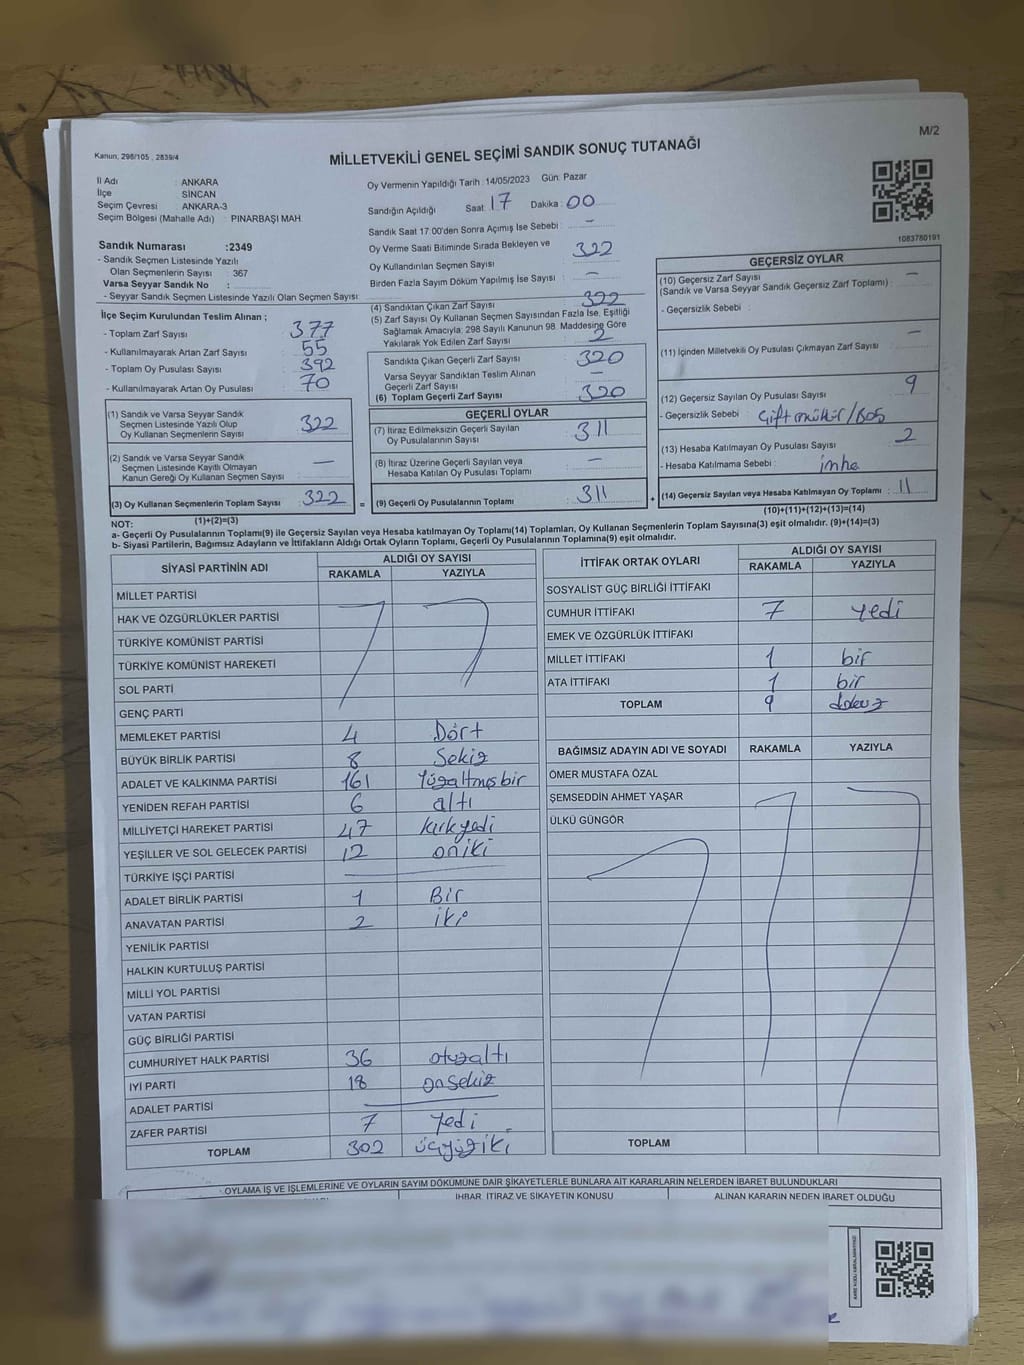 M/2
Kanun, 298/105 , 2839/4
MİLLETVEKİLİ GENEL SEÇİMİ SANDIK SONUÇ TUTANAĞI
İl Adı : ANKARA
İlçe : SİNCAN
Seçim Çevresi : ANKARA-3
Seçim Bölgesi (Mahalle Adı) : PINARBAŞI MAH.
Sandık Numarası :2349
- Sandık Seçmen Listesinde Yazılı
Olan Seçmenlerin Sayısı : 367
Varsa Seyyar Sandık No :
- Seyyar Sandık Seçmen Listesinde Yazılı Olan Seçmen Sayısı:
Oy Vermenin Yapıldığı Tarih : 14/05/2023 Gün: Pazar
Sandığın Açıldığı Saat: 17 Dakika : 00
Sandık Saat 17:00'den Sonra Açımış İse Sebebi : -
Oy Verme Saati Bitiminde Sırada Bekleyen ve
Oy Kullandırılan Seçmen Sayısı : 322
Birden Fazla Sayım Döküm Yapılmış İse Sayısı : -
1083780191
İlçe Seçim Kurulundan Teslim Alınan ;
- Toplam Zarf Sayısı : 377
- Kullanılmayarak Artan Zarf Sayısı : 55
- Toplam Oy Pusulası Sayısı : 392
- Kullanılmayarak Artan Oy Pusulası : 70
(1) Sandık ve Varsa Seyyar Sandık
Seçmen Listesinde Yazılı Olup
Oy Kullanan Seçmenlerin Sayısı : 322
(2) Sandık ve Varsa Seyyar Sandık
Seçmen Listesinde Kayıtlı Olmayan
Kanun Gereği Oy Kullanan Seçmen Sayısı : -
(3) Oy Kullanan Seçmenlerin Toplam Sayısı : 322
(1)+(2)=(3)
(4) Sandıktan Çıkan Zarf Sayısı : 322
(5) Zarf Sayısı Oy Kullanan Seçmen Sayısından Fazla İse, Eşitliği
Sağlamak Amacıyla; 298 Sayılı Kanunun 98. Maddesine Göre
Yakılarak Yok Edilen Zarf Sayısı : 2
Sandıkta Çıkan Geçerli Zarf Sayısı : 320
Varsa Seyyar Sandıktan Teslim Alınan
Geçerli Zarf Sayısı : -
(6) Toplam Geçerli Zarf Sayısı : 320
GEÇERLİ OYLAR
(7) İtiraz Edilmeksizin Geçerli Sayılan
Oy Pusulalarının Sayısı : 311
(8) İtiraz Üzerine Geçerli Sayılan veya
Hesaba Katılan Oy Pusulası Toplamı : -
= (9) Geçerli Oy Pusulalarının Toplamı : 311
GEÇERSİZ OYLAR
(10) Geçersiz Zarf Sayısı
(Sandık ve Varsa Seyyar Sandık Geçersiz Zarf Toplamı) : -
- Geçersizlik Sebebi :
(11) İçinden Milletvekili Oy Pusulası Çıkmayan Zarf Sayısı : -
(12) Geçersiz Sayılan Oy Pusulası Sayısı : 9
- Geçersizlik Sebebi : Çift mühür/Boş
(13) Hesaba Katılmayan Oy Pusulası Sayısı : 2
- Hesaba Katılmama Sebebi : imha
+ (14) Geçersiz Sayılan veya Hesaba Katılmayan Oy Toplamı : 11
(10)+(11)+(12)+(13)=(14)
NOT:
a- Geçerli Oy Pusulalarının Toplamı(9) ile Geçersiz Sayılan veya Hesaba katılmayan Oy Toplamı(14) Toplamları, Oy Kullanan Seçmenlerin Toplam Sayısına(3) eşit olmalıdır. (9)+(14)=(3)
b- Siyasi Partilerin, Bağımsız Adayların ve İttifakların Aldığı Ortak Oyların Toplamı, Geçerli Oy Pusulalarının Toplamına(9) eşit olmalıdır.
SİYASİ PARTİNİN ADI ALDIĞI OY SAYISI
RAKAMLA YAZIYLA
MİLLET PARTİSİ
HAK VE ÖZGÜRLÜKLER PARTİSİ
TÜRKİYE KOMÜNİST PARTİSİ
TÜRKİYE KOMÜNİST HAREKETİ
SOL PARTİ
GENÇ PARTİ
MEMLEKET PARTİSİ 4 Dört
BÜYÜK BİRLİK PARTİSİ 8 Sekiz
ADALET VE KALKINMA PARTİSİ 161 Yüzaltmışbir
YENİDEN REFAH PARTİSİ 6 altı
MİLLİYETÇİ HAREKET PARTİSİ 47 kırkyedi
YEŞİLLER VE SOL GELECEK PARTİSİ 12 oniki
TÜRKİYE İŞÇİ PARTİSİ
ADALET BİRLİK PARTİSİ 1 Bir
ANAVATAN PARTİSİ 2 iki
YENİLİK PARTİSİ
HALKIN KURTULUŞ PARTİSİ
MİLLİ YOL PARTİSİ
VATAN PARTİSİ
GÜÇ BİRLİĞİ PARTİSİ
CUMHURİYET HALK PARTİSİ 36 otuzaltı
İYİ PARTİ 18 onsekiz
ADALET PARTİSİ
ZAFER PARTİSİ 7 Yedi
TOPLAM 302 üçyüziki
İTTİFAK ORTAK OYLARI ALDIĞI OY SAYISI
RAKAMLA YAZIYLA
SOSYALİST GÜÇ BİRLİĞİ İTTİFAKI
CUMHUR İTTİFAKI 7 yedi
EMEK VE ÖZGÜRLÜK İTTİFAKI
MİLLET İTTİFAKI 1 bir
ATA İTTİFAKI 1 bir
TOPLAM 9 dokuz
BAĞIMSIZ ADAYIN ADI VE SOYADI RAKAMLA YAZIYLA
ÖMER MUSTAFA ÖZAL
ŞEMSEDDİN AHMET YAŞAR
ÜLKÜ GÜNGÖR
TOPLAM
OYLAMA İŞ VE İŞLEMLERİNE VE OYLARIN SAYIM DÖKÜMÜNE DAİR ŞİKAYETLERLE BUNLARA AİT KARARLARIN NELERDEN İBARET BULUNDUKLARI
İHBAR, İTİRAZ VE ŞİKAYETİN KONUSU ALINAN KARARIN NEDEN İBARET OLDUĞU